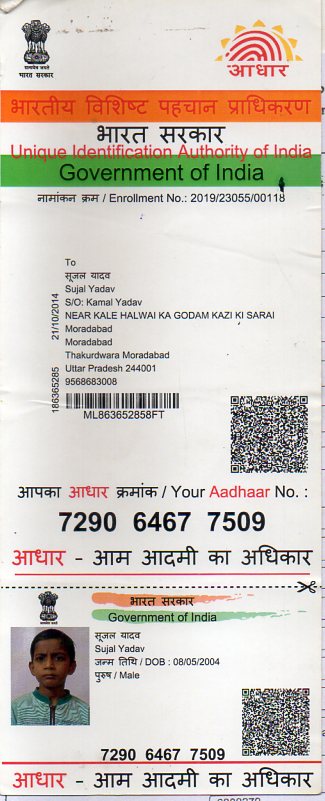 सत्यमेव जयते
भारत सरकार
आधार
भारतीय विशिष्ट पहचान प्राधिकरण
भारत सरकार
Unique Identification Authority of India
Government of India
नामांकन क्रम / Enrollment No.: 2019/23055/00118
To
सूजल यादव
Sujal Yadav
S/O: Kamal Yadav
NEAR KALE HALWAI KA GODAM KAZI KI SARAI
Moradabad
Moradabad
Thakurdwara Moradabad
Uttar Pradesh 244001
9568683008
21/10/2014
186365285
ML863652858FT
आपका आधार क्रमांक / Your Aadhaar No. :
7290 6467 7509
आधार - आम आदमी का अधिकार
भारत सरकार
Government of India
सूजल यादव
Sujal Yadav
जन्म तिथि / DOB : 08/05/2004
पुरुष / Male
7290 6467 7509
आधार - आम आदमी का अधिकार